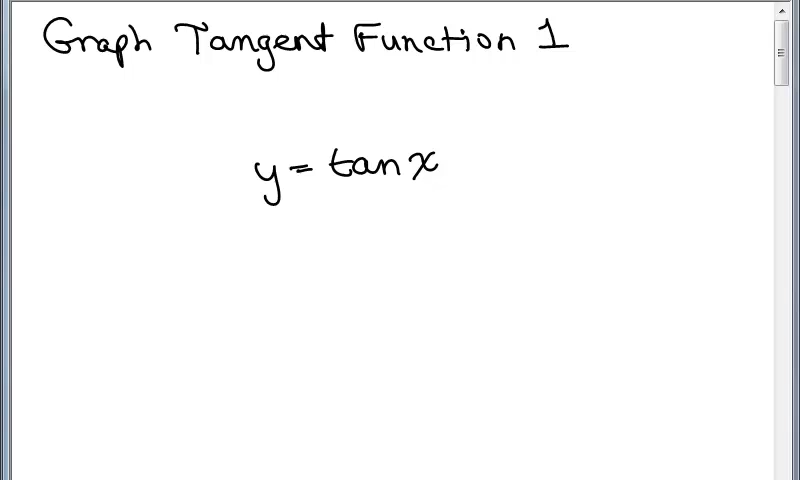 Graph Tangent Function 1
y = tan x